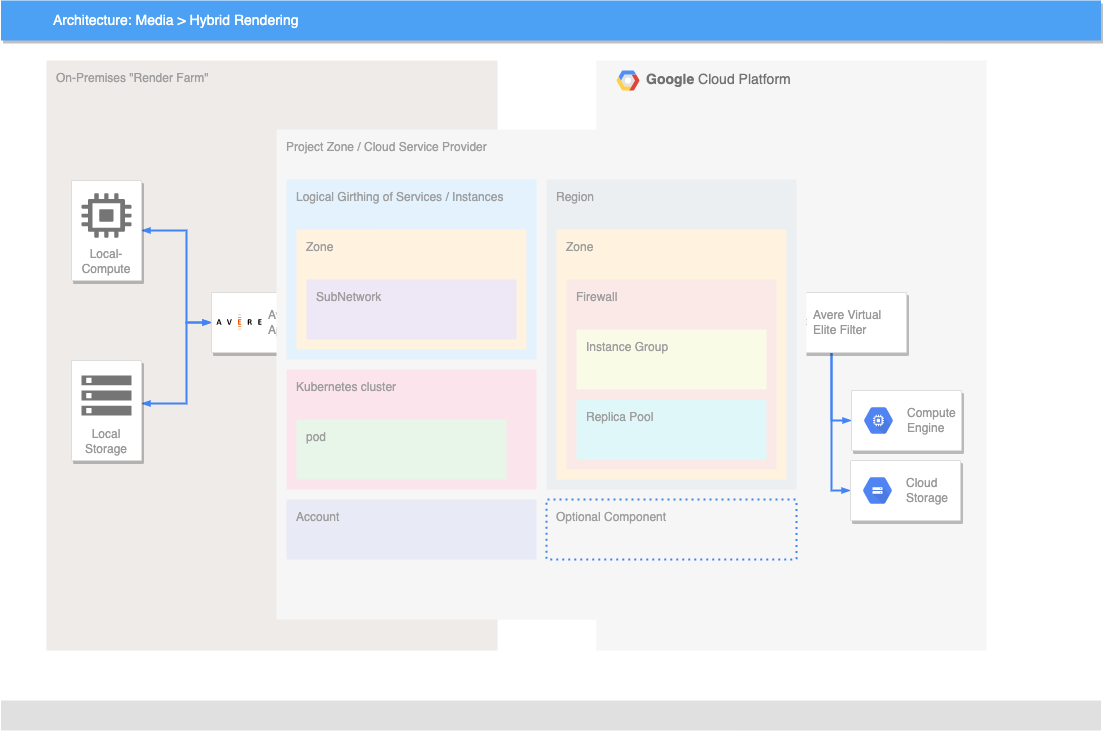 Architecture: Media > Hybrid Rendering
On-Premises "Render Farm"
Google Cloud Platform
Project Zone / Cloud Service Provider
Logical Girthing of Services / Instances
Zone
SubNetwork
Kubernetes cluster
pod
Account
Region
Zone
Firewall
Instance Group
Replica Pool
Optional Component
Local-
Compute
Local
Storage
AVERE
Avere Virtual
Elite Filter
Compute
Engine
Cloud
Storage